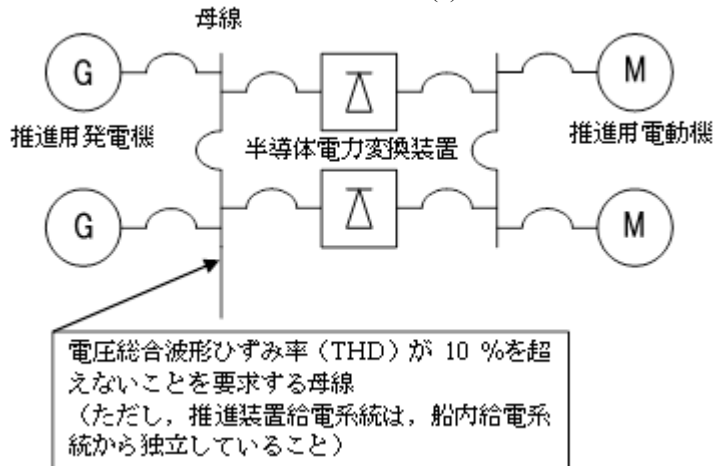 母線
G
M
推進用発電機
半導体電力変換装置
推進用電動機
G
M
電圧総合波形ひずみ率（THD）が 10 %を超
えないことを要求する母線
（ただし，推進装置給電系統は，船内給電系
統から独立していること）